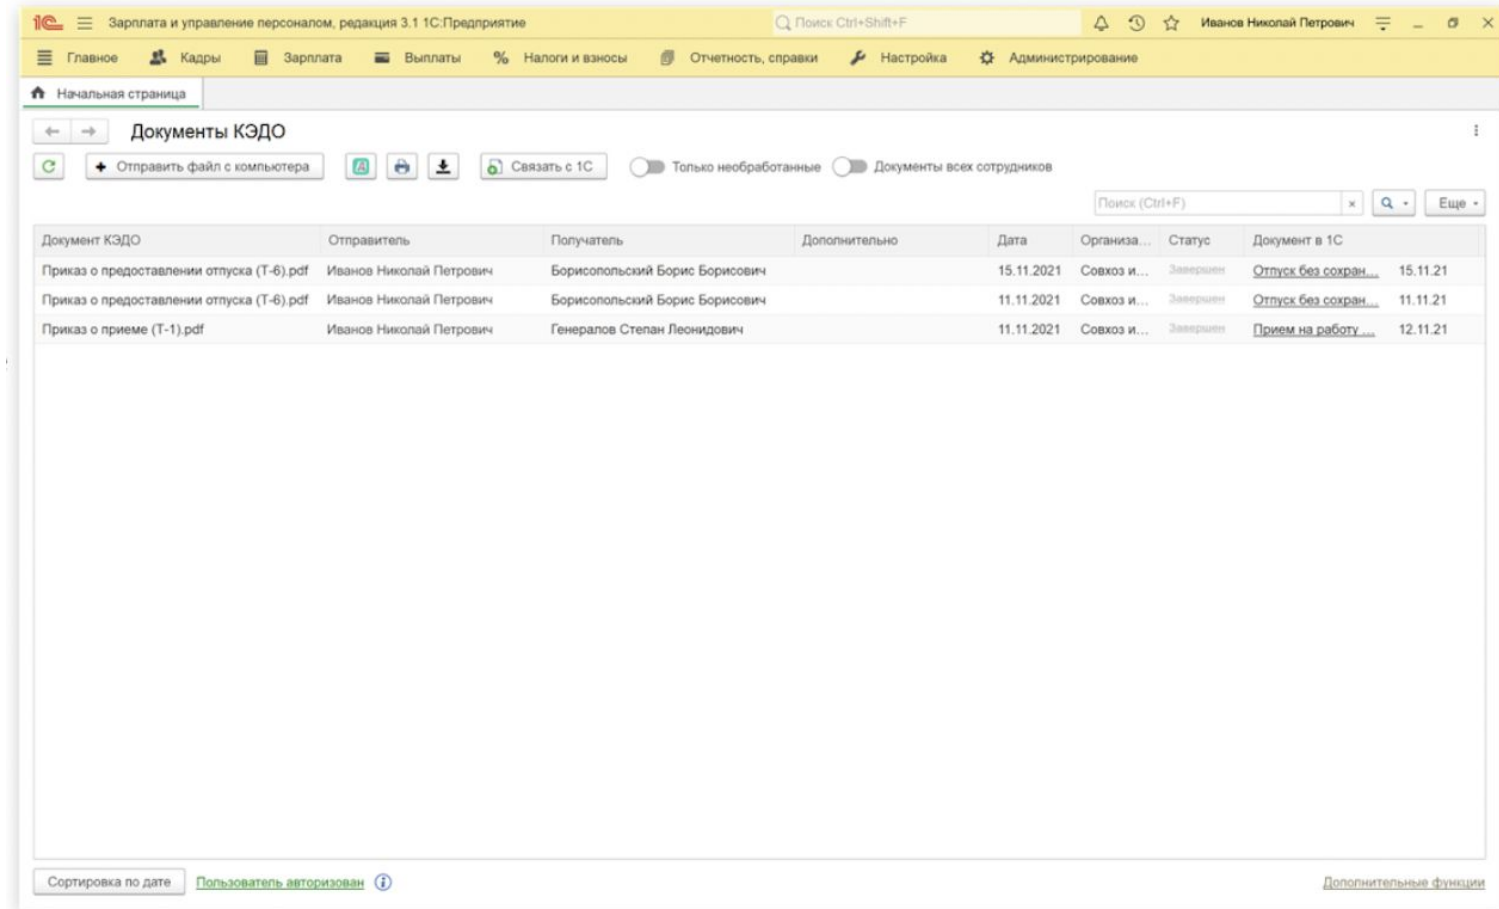 1С Зарплата и управление персоналом, редакция 3.1 1С:Предприятие Поиск Ctrl+Shift+F Иванов Николай Петрович
Главное Кадры Зарплата Выплаты % Налоги и взносы Отчетность, справки Настройка Администрирование
Начальная страница
Документы КЭДО
Отправить файл с компьютера Связать с 1С Только необработанные Документы всех сотрудников
Поиск (Ctrl+F) Еще
Документ КЭДО Отправитель Получатель Дополнительно Дата Организа... Статус Документ в 1С
Приказ о предоставлении отпуска (Т-6).pdf Иванов Николай Петрович Борисопольский Борис Борисович 15.11.2021 Совхоз и... Завершен Отпуск без сохран... 15.11.21
Приказ о предоставлении отпуска (Т-6).pdf Иванов Николай Петрович Борисопольский Борис Борисович 11.11.2021 Совхоз и... Завершен Отпуск без сохран... 11.11.21
Приказ о приеме (Т-1).pdf Иванов Николай Петрович Генералов Степан Леонидович 11.11.2021 Совхоз и... Завершен Прием на работу ... 12.11.21
Сортировка по дате Пользователь авторизован Дополнительные функции